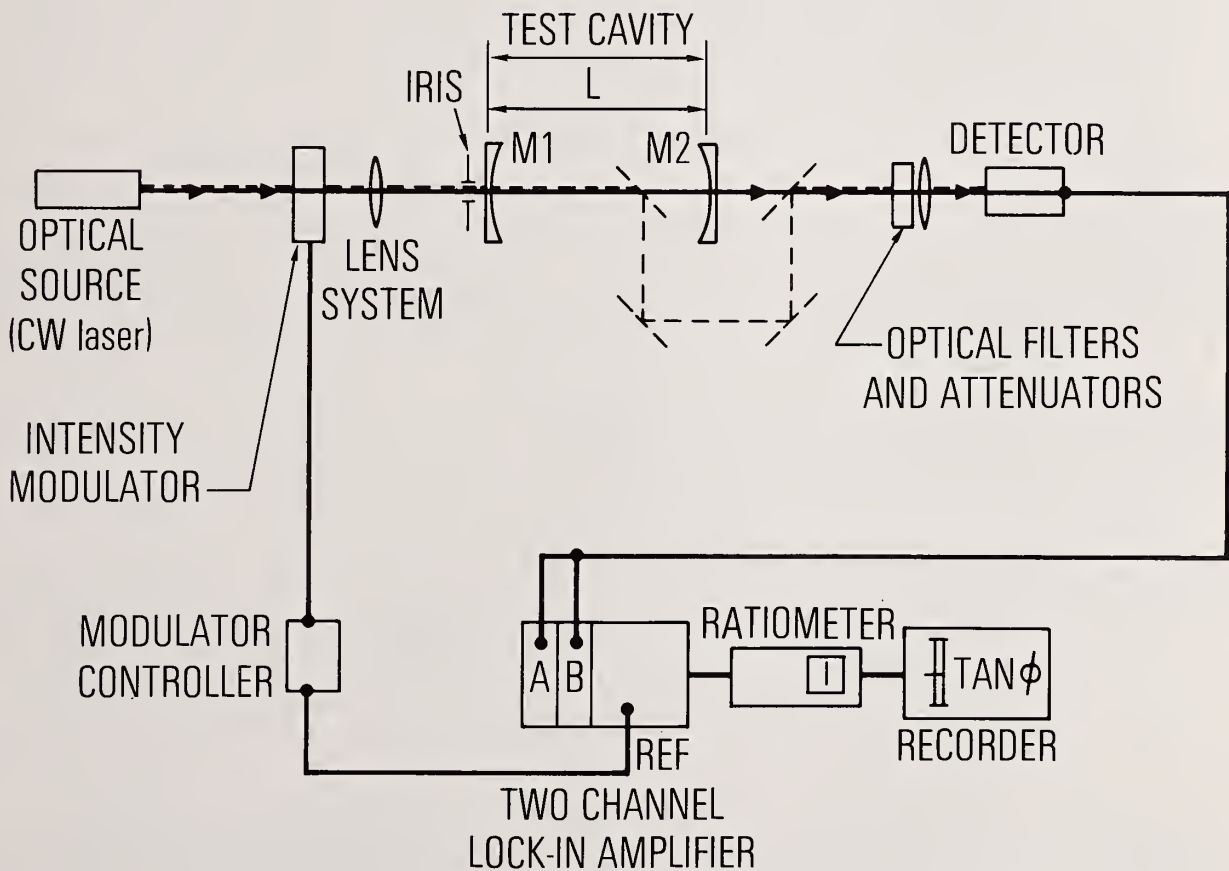 TEST CAVITY
L
IRIS
M1
M2
DETECTOR
OPTICAL
SOURCE
(CW laser)
LENS
SYSTEM
OPTICAL FILTERS
AND ATTENUATORS
INTENSITY
MODULATOR
MODULATOR
CONTROLLER
A
B
REF
TWO CHANNEL
LOCK-IN AMPLIFIER
RATIOMETER
I
TAN ϕ
RECORDER